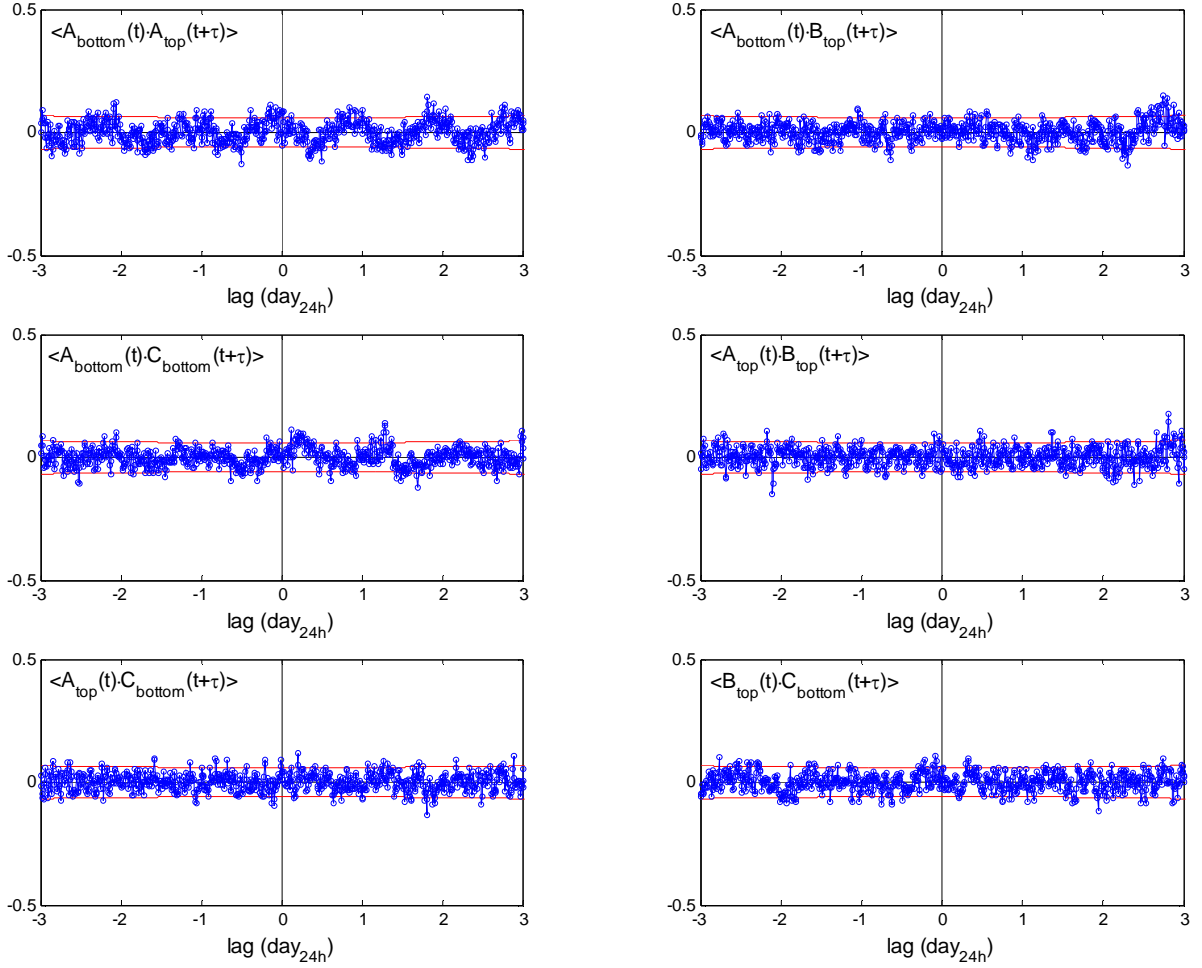 0.5
<A_bottom(t)·A_top(t+τ)>
0
-0.5
-3 -2 -1 0 1 2 3
lag (day_24h)
0.5
<A_bottom(t)·B_top(t+τ)>
0
-0.5
-3 -2 -1 0 1 2 3
lag (day_24h)
0.5
<A_bottom(t)·C_bottom(t+τ)>
0
-0.5
-3 -2 -1 0 1 2 3
lag (day_24h)
0.5
<A_top(t)·B_top(t+τ)>
0
-0.5
-3 -2 -1 0 1 2 3
lag (day_24h)
0.5
<A_top(t)·C_bottom(t+τ)>
0
-0.5
-3 -2 -1 0 1 2 3
lag (day_24h)
0.5
<B_top(t)·C_bottom(t+τ)>
0
-0.5
-3 -2 -1 0 1 2 3
lag (day_24h)